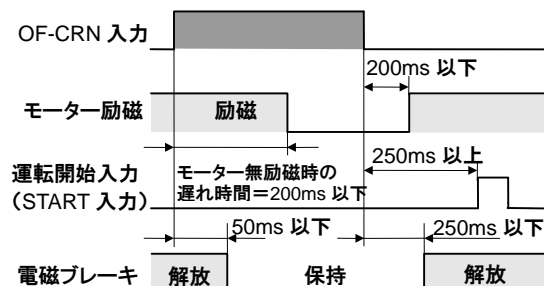 OF-CRN 入力
200ms 以下
モーター励磁
励磁
250ms 以上
運転開始入力
(START 入力)
モーター無励磁時の
遅れ時間=200ms 以下
50ms 以下
250ms 以下
電磁ブレーキ
解放
保持
解放